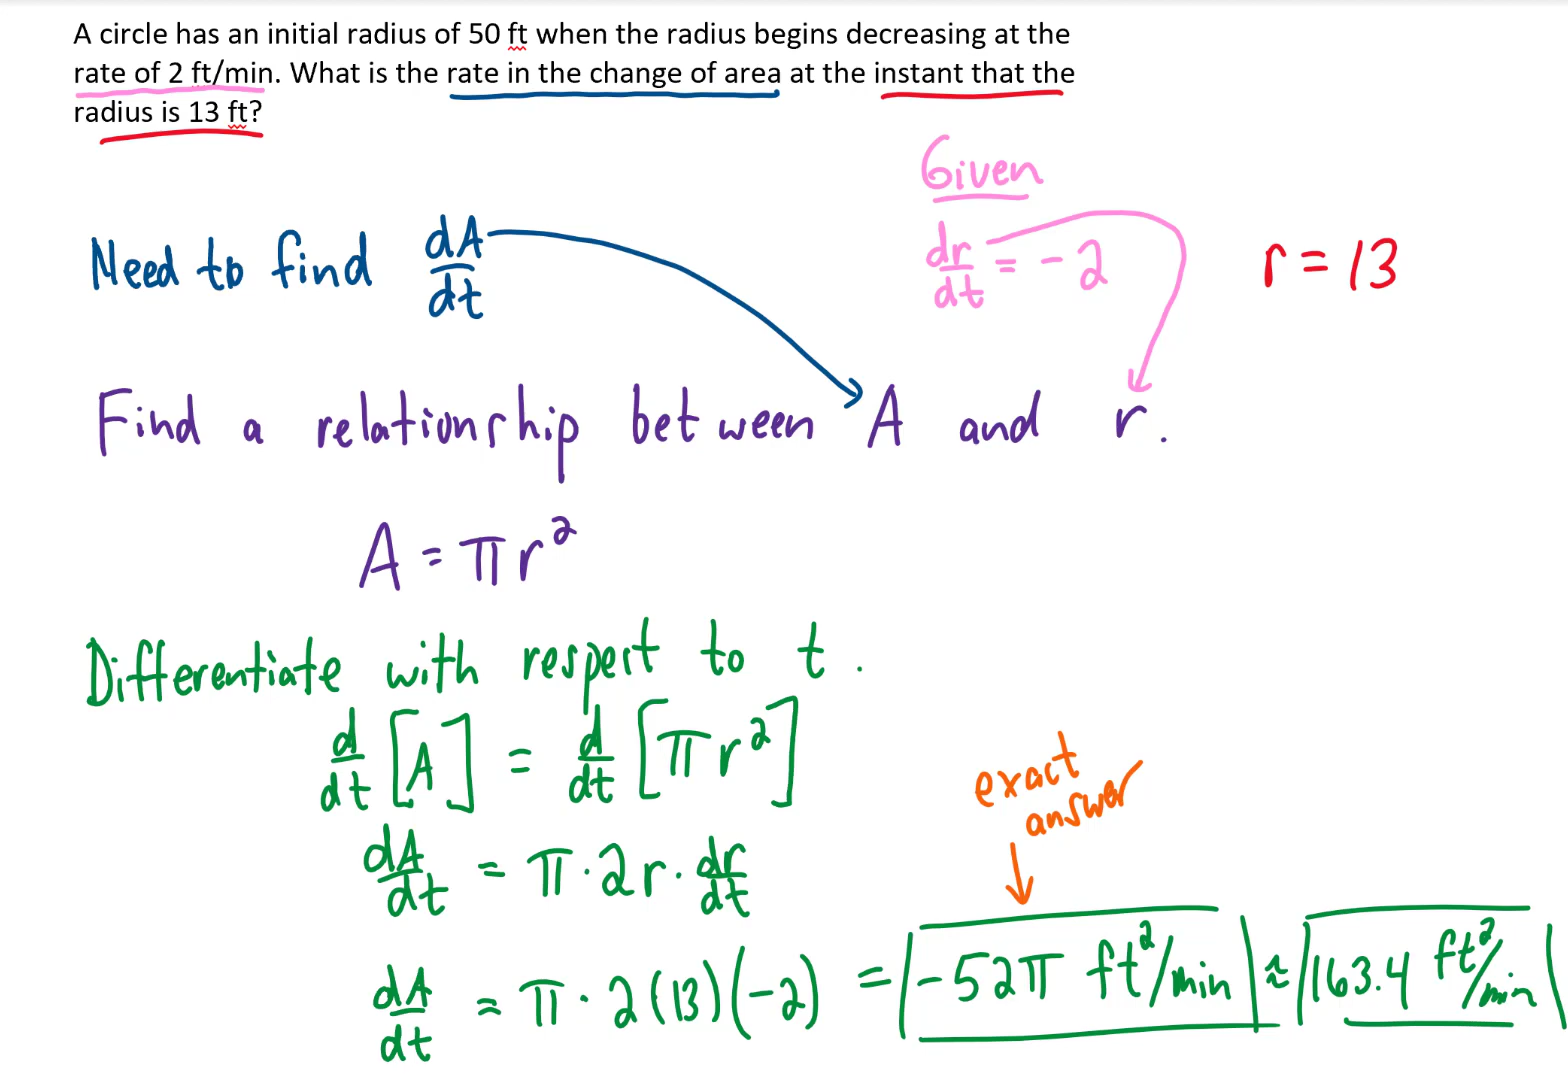 A circle has an initial radius of 50 ft when the radius begins decreasing at the
rate of 2 ft/min. What is the rate in the change of area at the instant that the
radius is 13 ft?
Given
Need to find dA/dt
dr/dt = -2
r = 13
Find a relationship between A and r.
A = πr²
Differentiate with respect to t.
d/dt [A] = d/dt [πr²]
exact
answer
dA/dt = π · 2r · dr/dt
dA/dt = π · 2(13)(-2) = -52π ft²/min ≈ 163.4 ft²/min